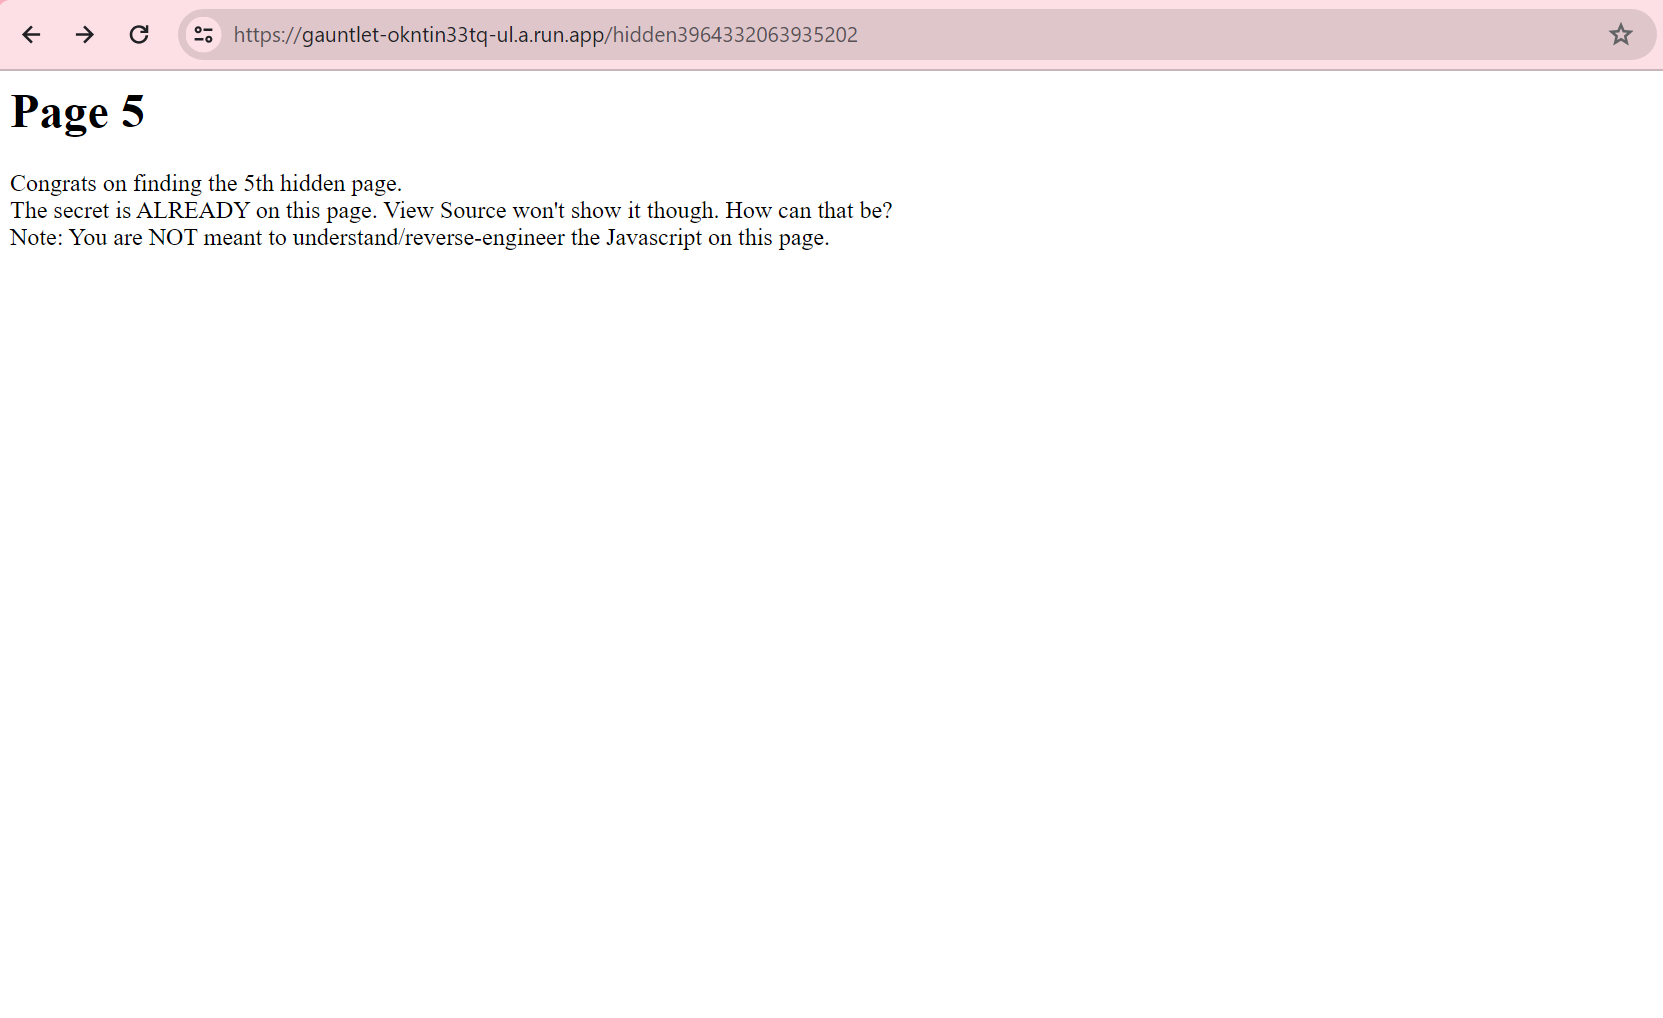 https://gauntlet-okntin33tq-ul.a.run.app/hidden3964332063935202
Page 5
Congrats on finding the 5th hidden page.
The secret is ALREADY on this page. View Source won't show it though. How can that be?
Note: You are NOT meant to understand/reverse-engineer the Javascript on this page.